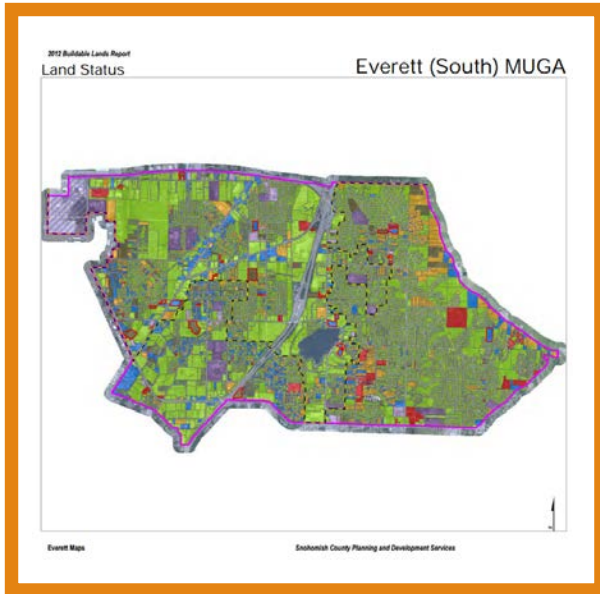 2012 Buildable Lands Report
Land Status
Everett (South) MUGA
Everett Maps
Snohomish County Planning and Development Services